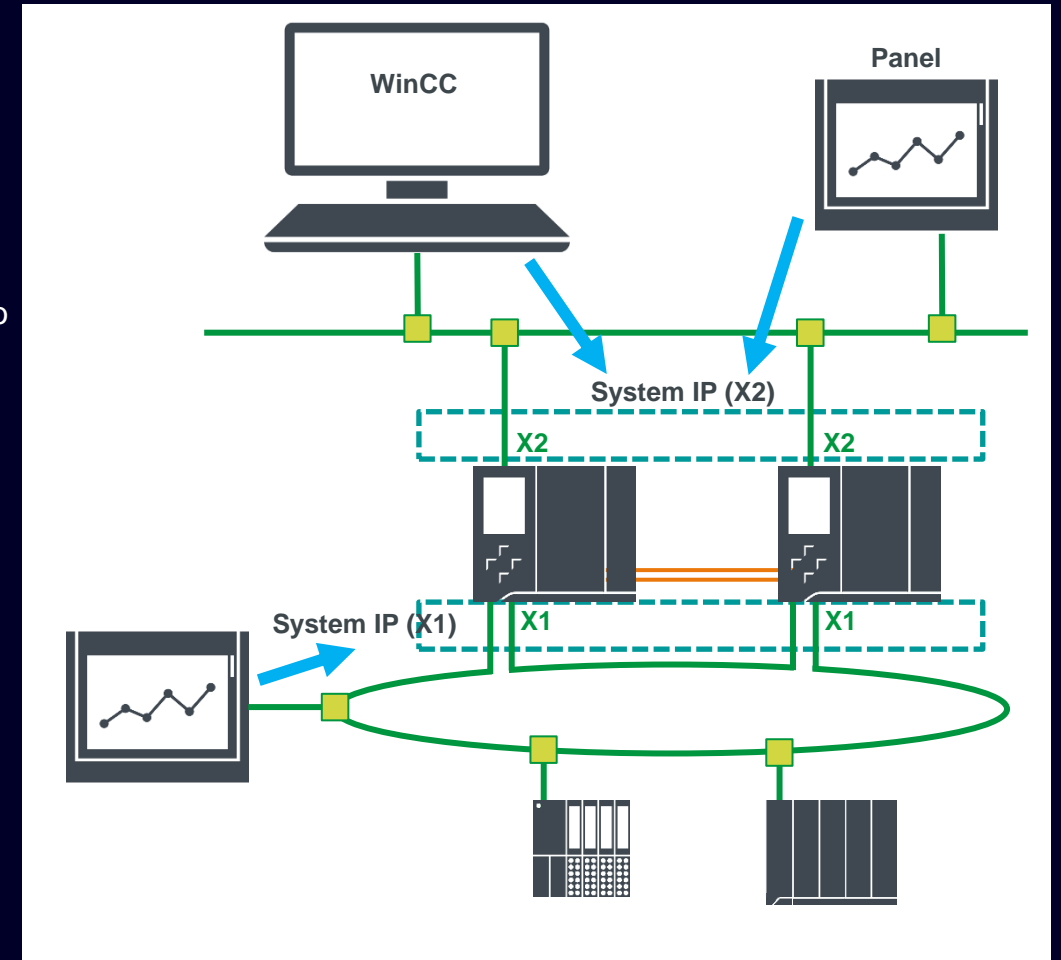 WinCC
Panel
System IP (X2)
X2
X2
System IP (X1)
X1
X1